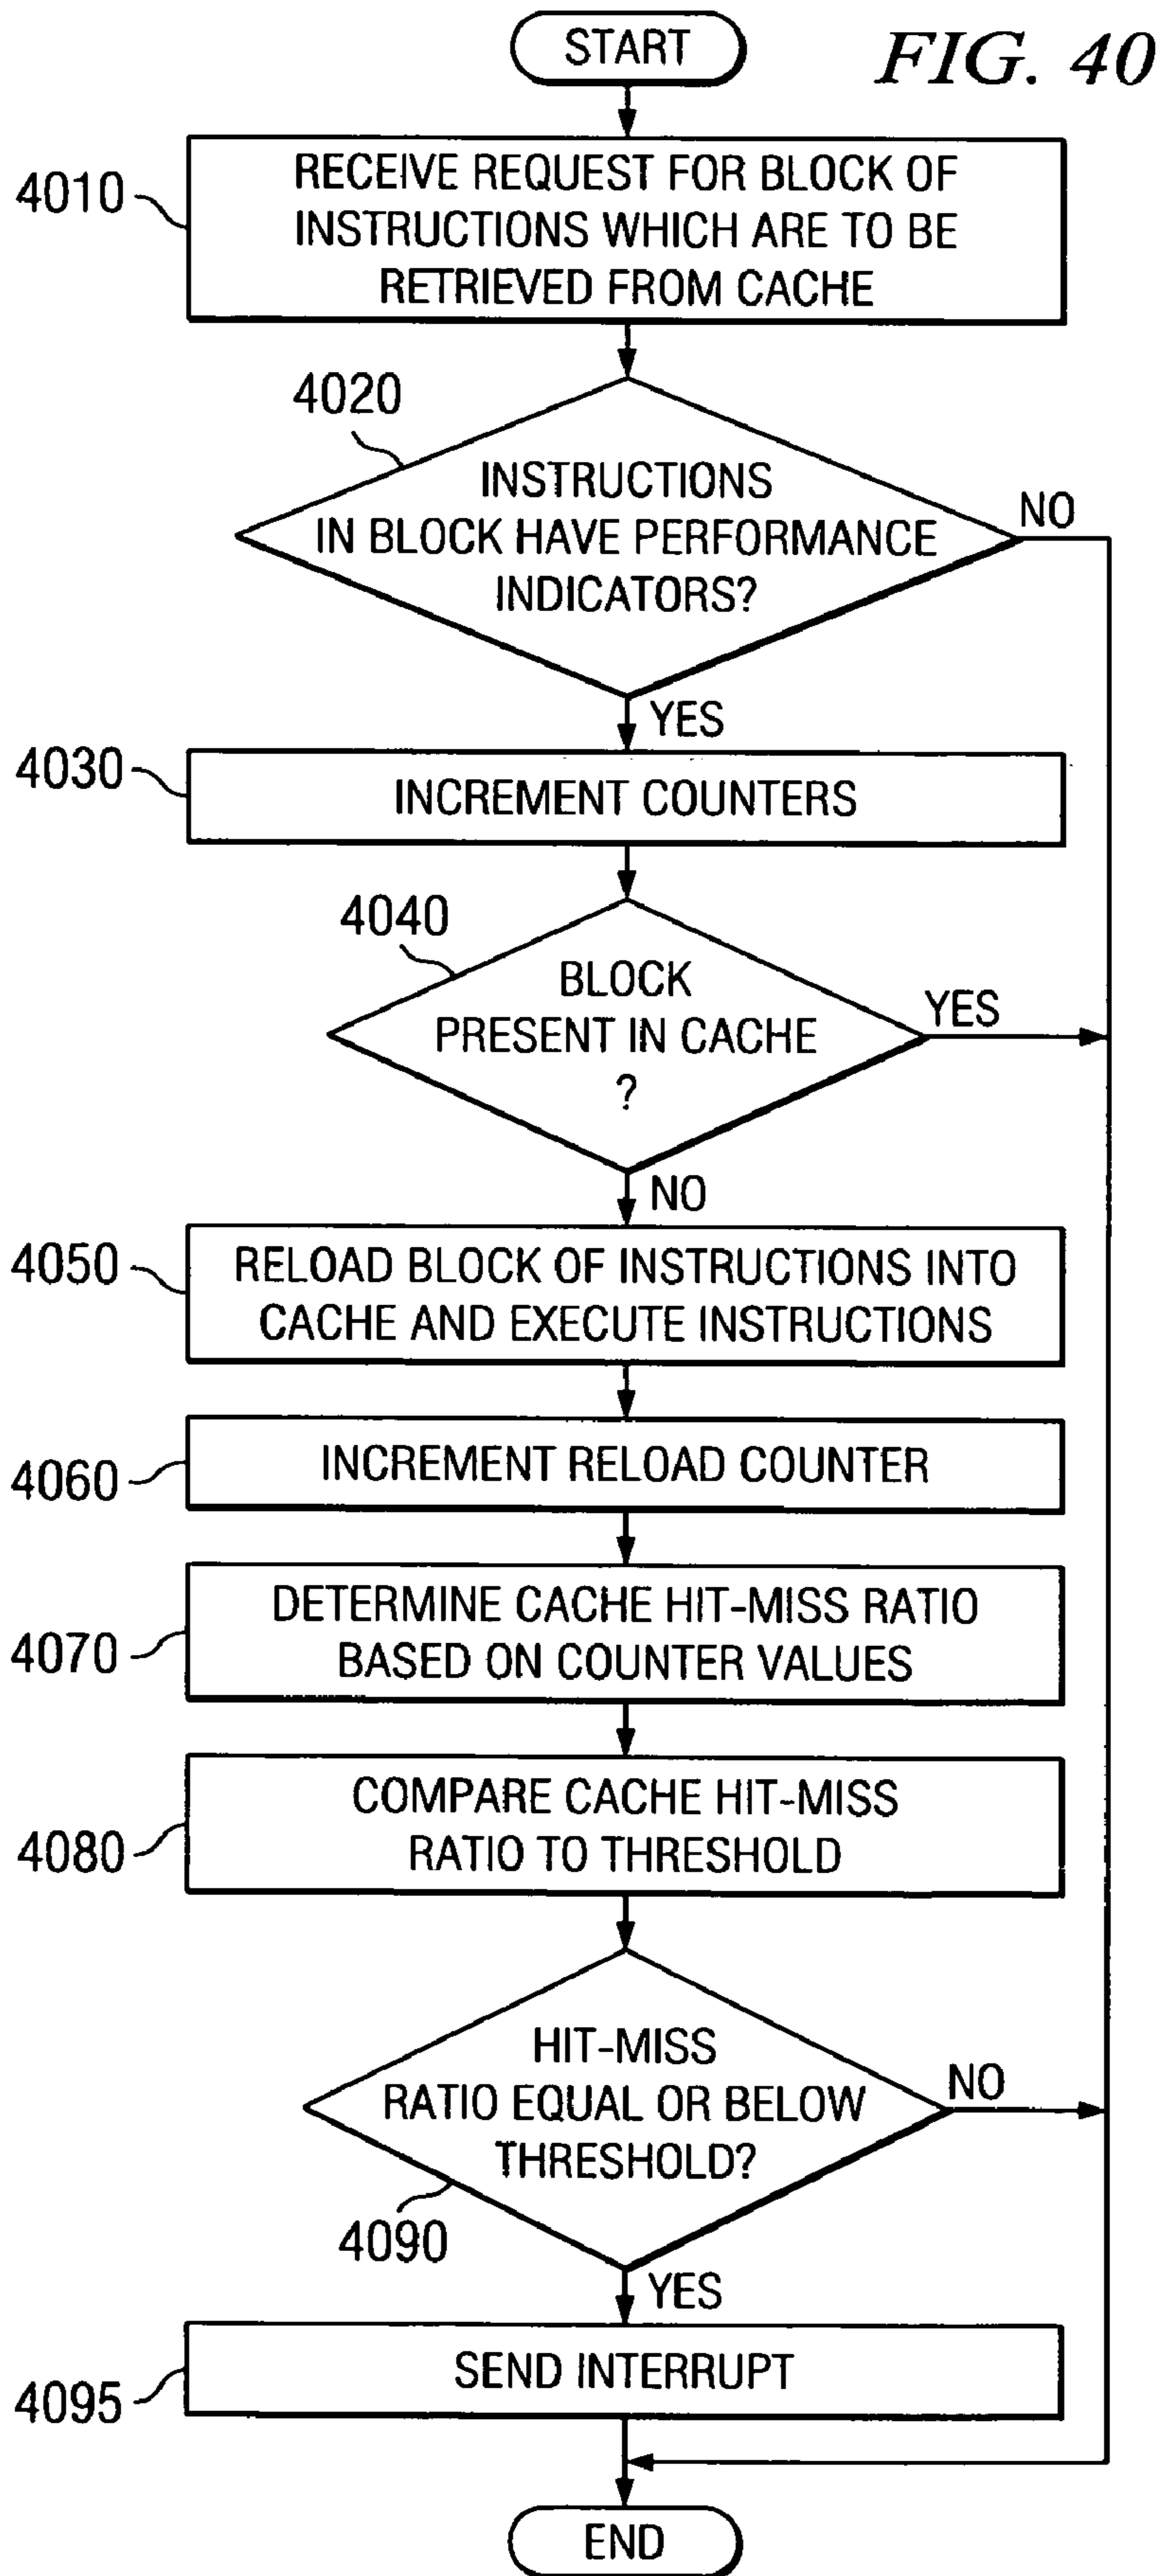 START
FIG. 40
4010
RECEIVE REQUEST FOR BLOCK OF
INSTRUCTIONS WHICH ARE TO BE
RETRIEVED FROM CACHE
4020
INSTRUCTIONS
IN BLOCK HAVE PERFORMANCE
INDICATORS?
NO
YES
4030
INCREMENT COUNTERS
4040
BLOCK
PRESENT IN CACHE
?
YES
NO
4050
RELOAD BLOCK OF INSTRUCTIONS INTO
CACHE AND EXECUTE INSTRUCTIONS
4060
INCREMENT RELOAD COUNTER
4070
DETERMINE CACHE HIT-MISS RATIO
BASED ON COUNTER VALUES
4080
COMPARE CACHE HIT-MISS
RATIO TO THRESHOLD
HIT-MISS
RATIO EQUAL OR BELOW
THRESHOLD?
NO
4090
YES
4095
SEND INTERRUPT
END